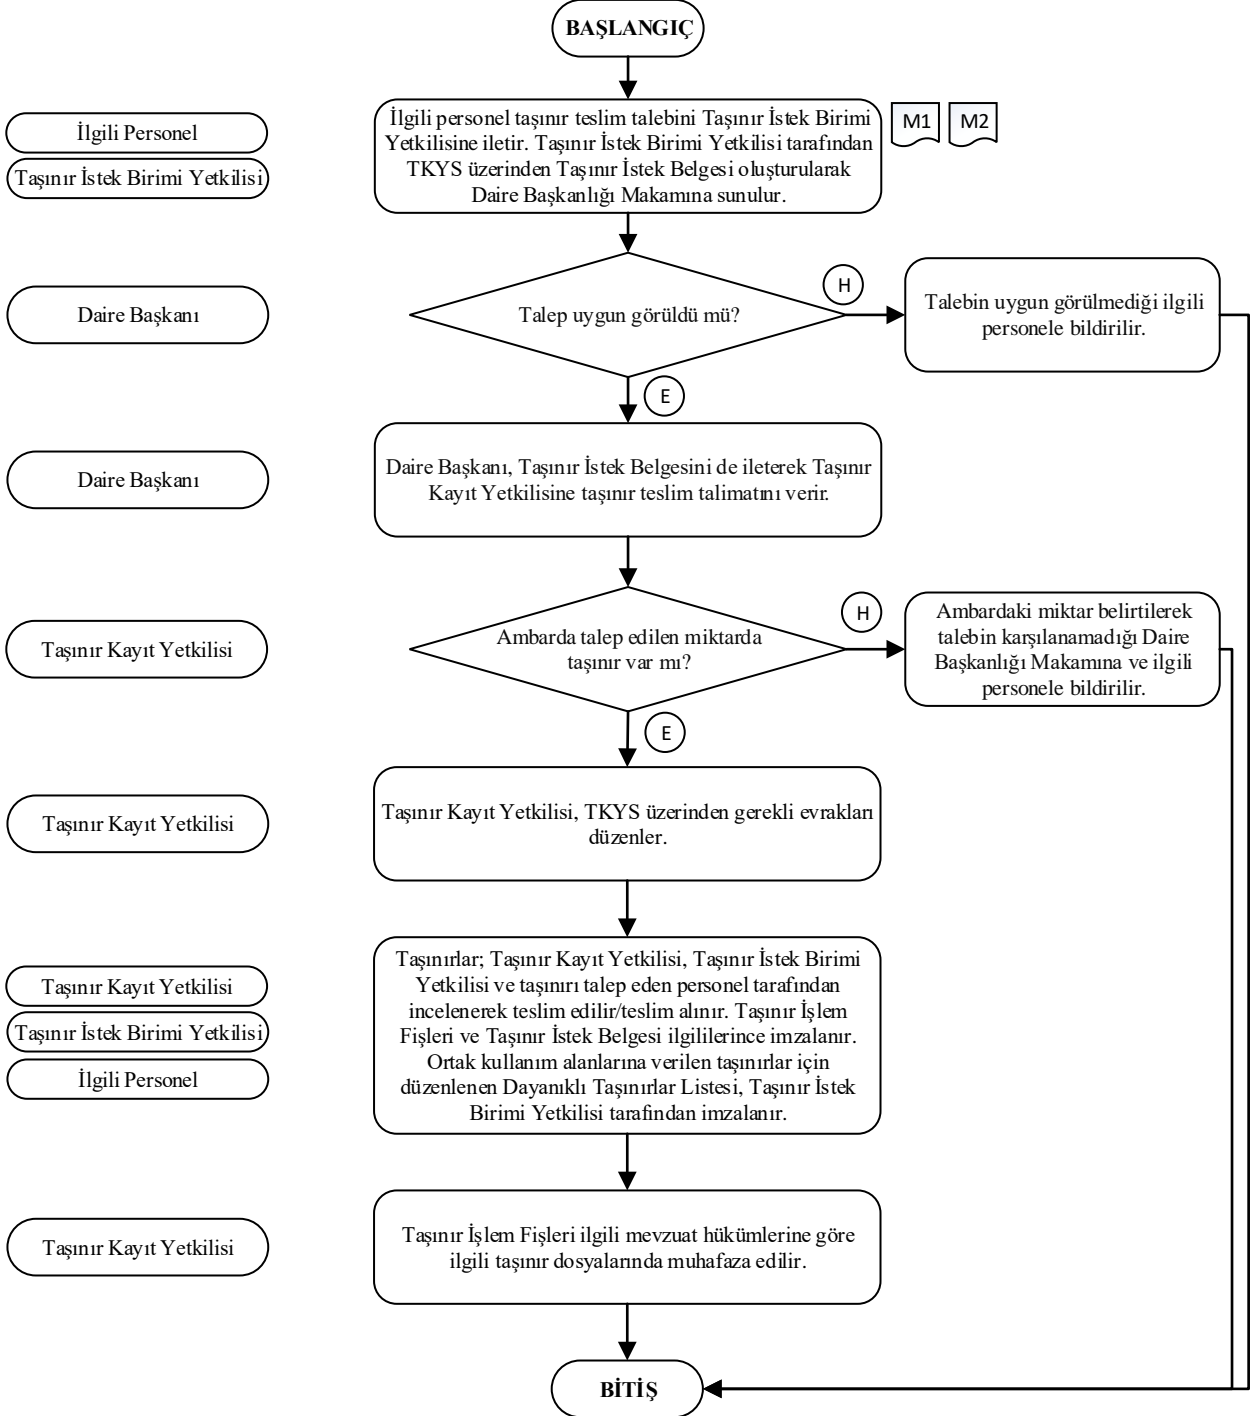 BAŞLANGIÇ
İlgili Personel
Taşınır İstek Birimi Yetkilisi
İlgili personel taşınır teslim talebini Taşınır İstek Birimi
Yetkilisine iletir. Taşınır İstek Birimi Yetkilisi tarafından
TKYS üzerinden Taşınır İstek Belgesi oluşturularak
Daire Başkanlığı Makamına sunulur.
M1
M2
Daire Başkanı
Talep uygun görüldü mü?
H
Talebin uygun görülmediği ilgili
personele bildirilir.
E
Daire Başkanı
Daire Başkanı, Taşınır İstek Belgesini de ileterek Taşınır
Kayıt Yetkilisine taşınır teslim talimatını verir.
Taşınır Kayıt Yetkilisi
Ambarda talep edilen miktarda
taşınır var mı?
H
Ambardaki miktar belirtilerek
talebin karşılanamadığı Daire
Başkanlığı Makamına ve ilgili
personele bildirilir.
E
Taşınır Kayıt Yetkilisi
Taşınır Kayıt Yetkilisi, TKYS üzerinden gerekli evrakları
düzenler.
Taşınır Kayıt Yetkilisi
Taşınır İstek Birimi Yetkilisi
İlgili Personel
Taşınırlar; Taşınır Kayıt Yetkilisi, Taşınır İstek Birimi
Yetkilisi ve taşınırı talep eden personel tarafından
incelenerek teslim edilir/teslim alınır. Taşınır İşlem
Fişleri ve Taşınır İstek Belgesi ilgililerince imzalanır.
Ortak kullanım alanlarına verilen taşınırlar için
düzenlenen Dayanıklı Taşınırlar Listesi, Taşınır İstek
Birimi Yetkilisi tarafından imzalanır.
Taşınır Kayıt Yetkilisi
Taşınır İşlem Fişleri ilgili mevzuat hükümlerine göre
ilgili taşınır dosyalarında muhafaza edilir.
BİTİŞ